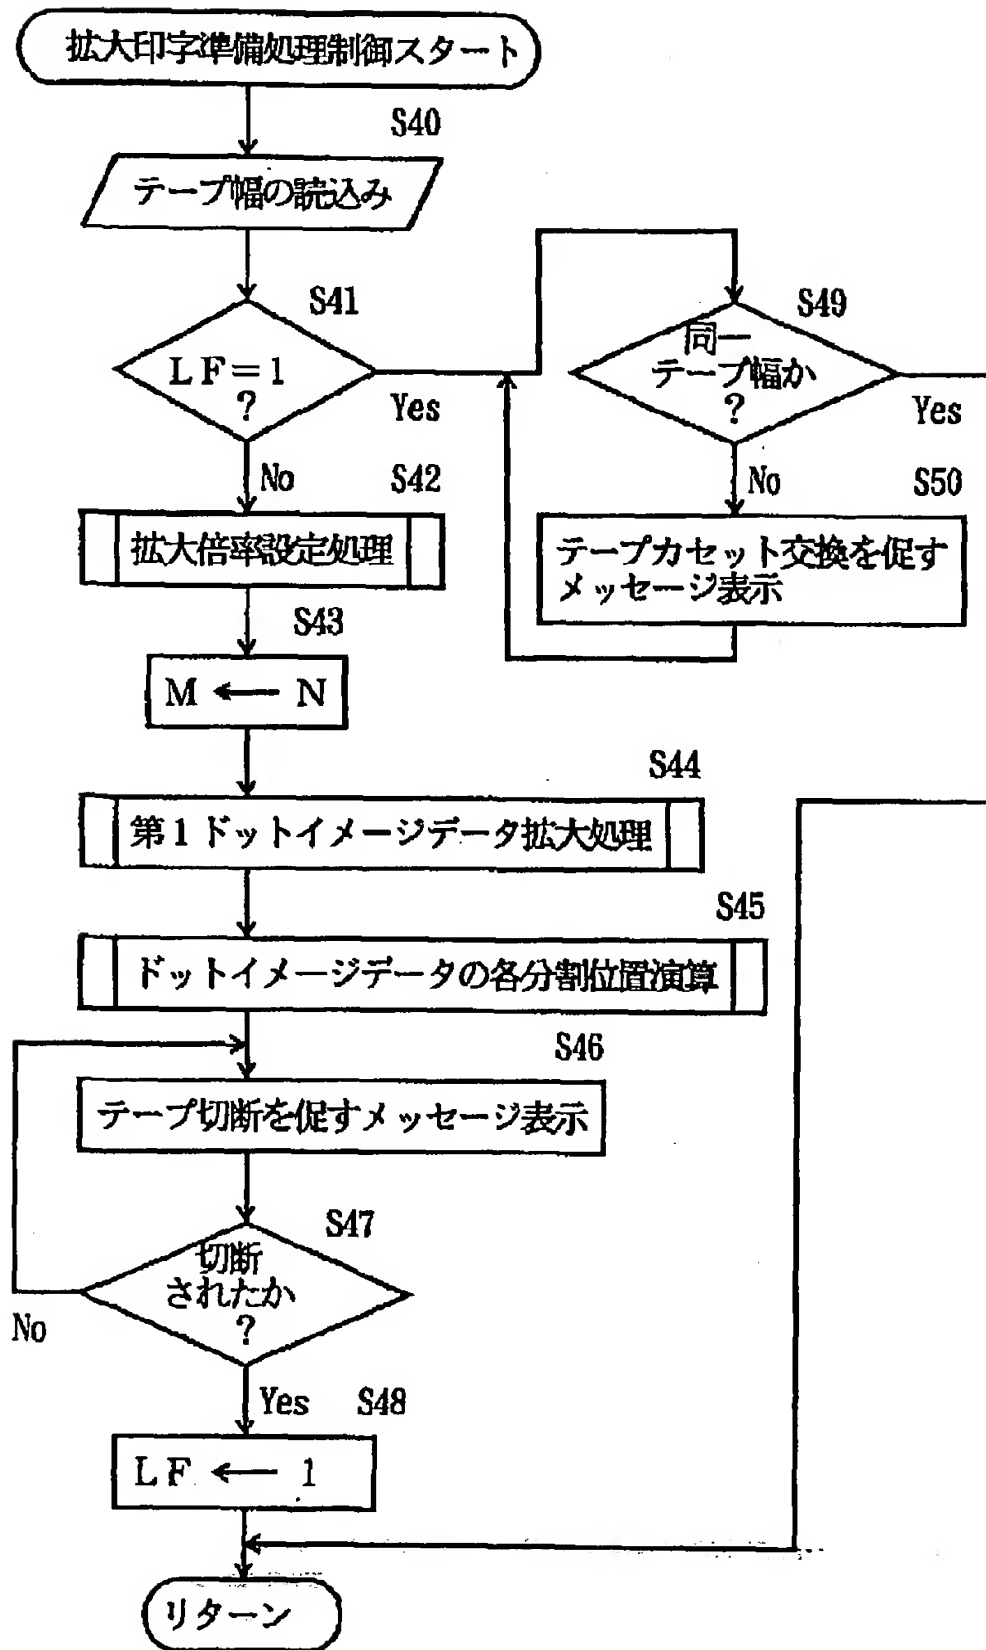 拡大印字準備処理制御スタート
S40
テープ幅の読込み
S41
LF=1
?
Yes
No
S49
同一
テープ幅か
?
Yes
No
S50
テープカセット交換を促す
メッセージ表示
S42
拡大倍率設定処理
S43
M ← N
S44
第1ドットイメージデータ拡大処理
S45
ドットイメージデータの各分割位置演算
S46
テープ切断を促すメッセージ表示
S47
切断
されたか
?
No
Yes
S48
LF ← 1
リターン